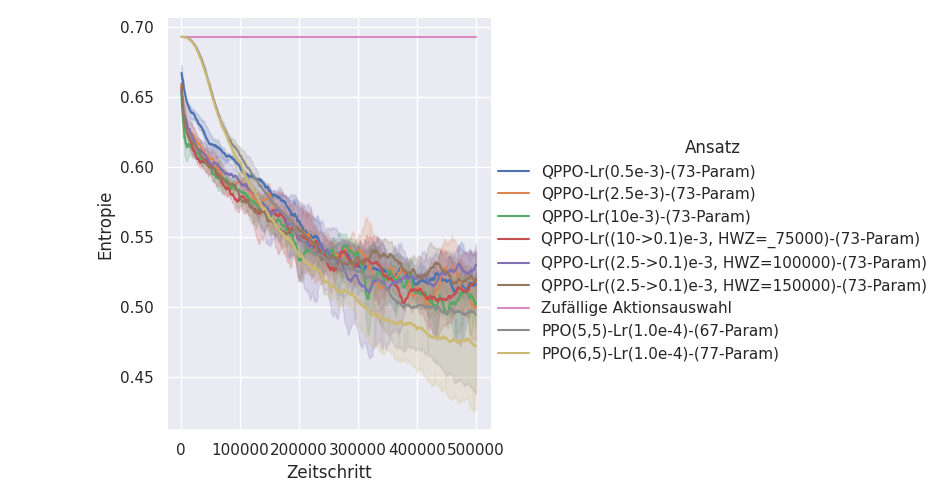 0.70
0.65
0.60
0.55
0.50
0.45
Entropie
0 100000 200000 300000 400000 500000
Zeitschritt
Ansatz
QPPO-Lr(0.5e-3)-(73-Param)
QPPO-Lr(2.5e-3)-(73-Param)
QPPO-Lr(10e-3)-(73-Param)
QPPO-Lr((10->0.1)e-3, HWZ=_75000)-(73-Param)
QPPO-Lr((2.5->0.1)e-3, HWZ=100000)-(73-Param)
QPPO-Lr((2.5->0.1)e-3, HWZ=150000)-(73-Param)
Zufällige Aktionsauswahl
PPO(5,5)-Lr(1.0e-4)-(67-Param)
PPO(6,5)-Lr(1.0e-4)-(77-Param)